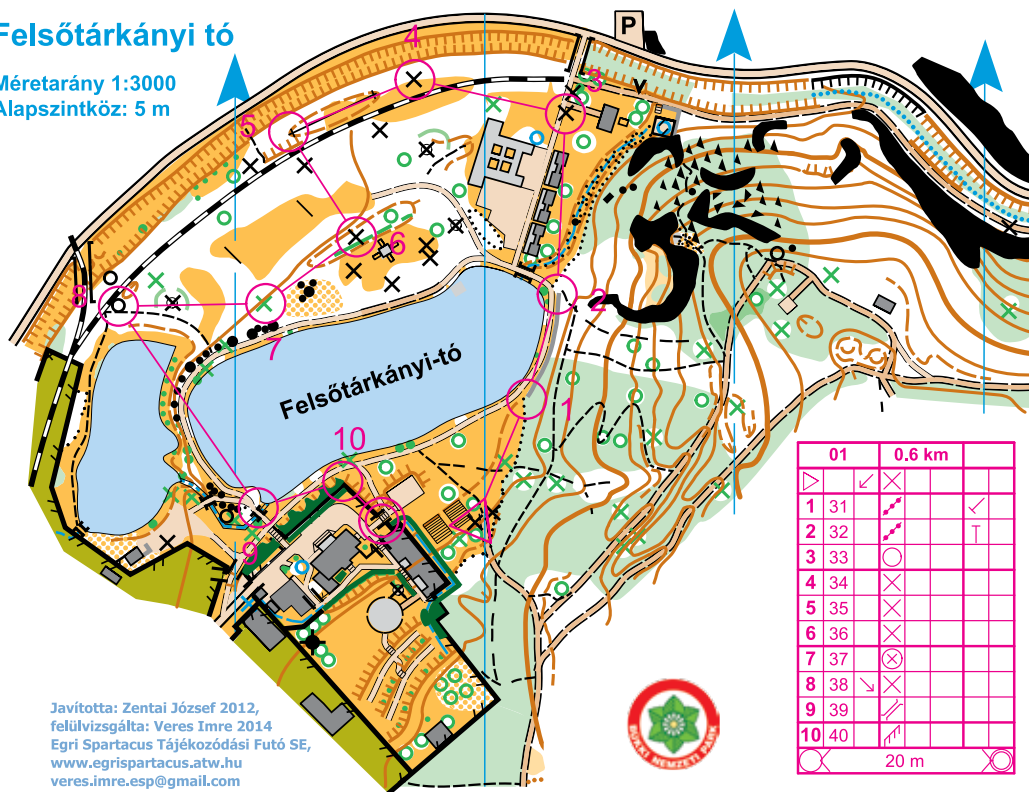 Felsőtárkányi tó
Méretarány 1:3000
Alapszintköz: 5 m
P
4
3
5
6
8
2
7
Felsőtárkányi-tó
1
10
9
01 0.6 km
1 31
2 32
3 33
4 34
5 35
6 36
7 37
8 38
9 39
10 40
20 m
Javította: Zentai József 2012,
felülvizsgálta: Veres Imre 2014
Egri Spartacus Tájékozódási Futó SE,
www.egrispartacus.atw.hu
veres.imre.esp@gmail.com
BÜKKI NEMZETI PARK